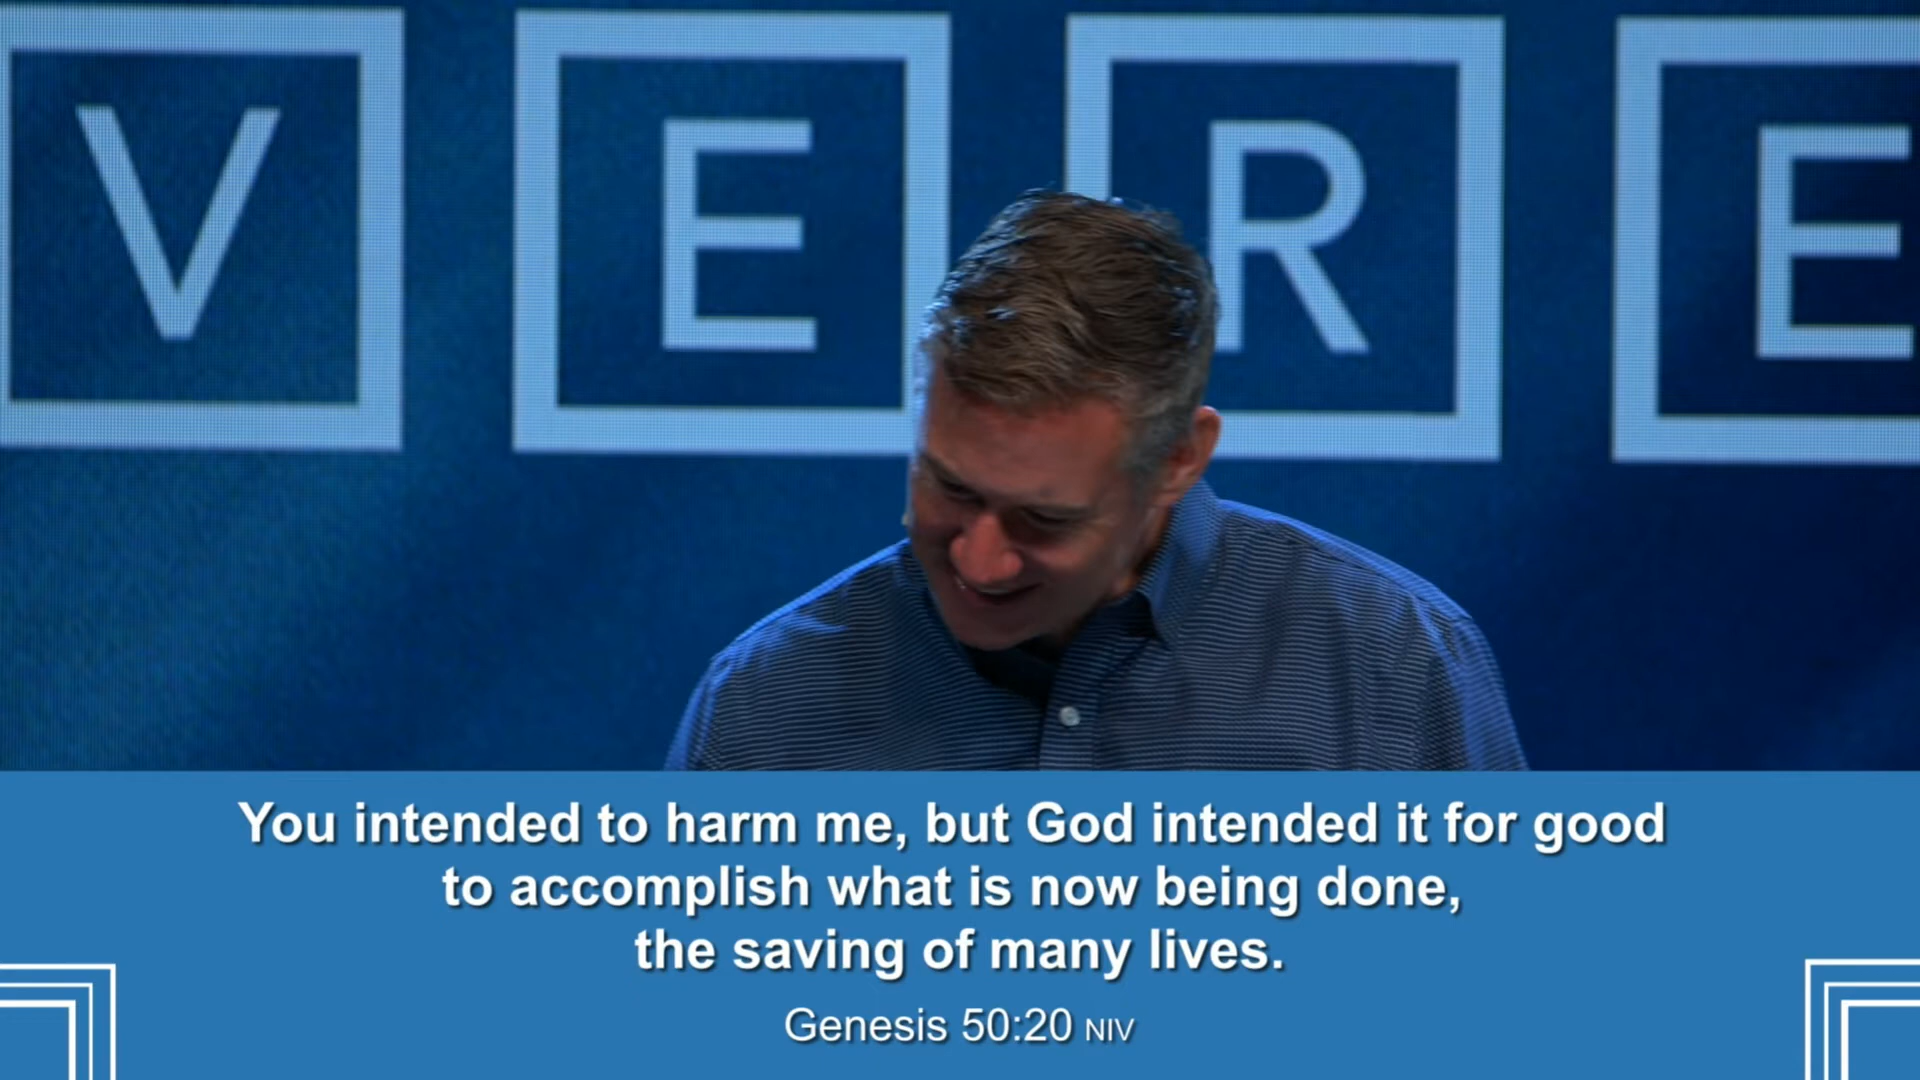 V E R E
You intended to harm me, but God intended it for good
to accomplish what is now being done,
the saving of many lives.
Genesis 50:20 NIV